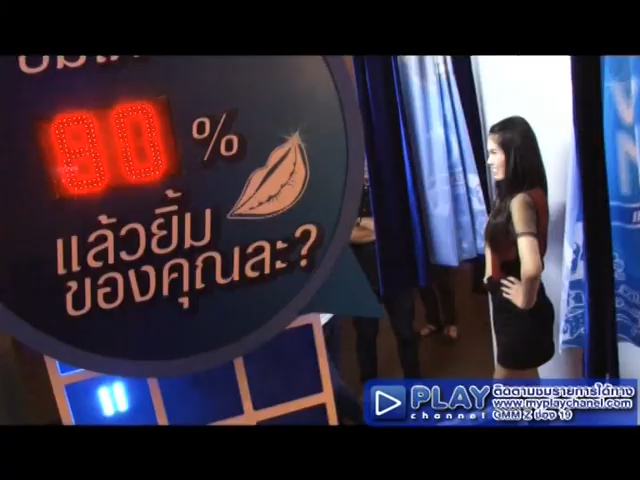 90 %
แล้วยิ้ม
ของคุณละ?
PLAY
channel
ติดตามชมรายการได้ทาง
www.myplaychanel.com
GMM Z ช่อง 19